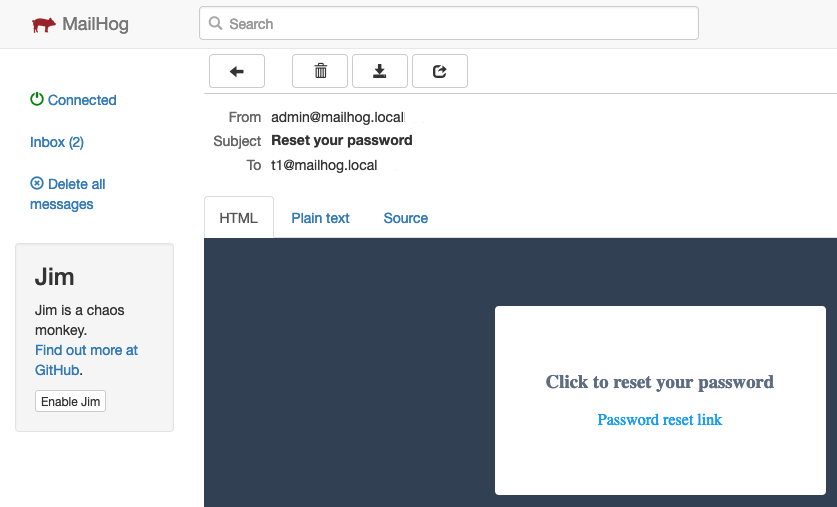 MailHog
Search
Connected
Inbox (2)
Delete all
messages
Jim
Jim is a chaos
monkey.
Find out more at
GitHub.
Enable Jim
From admin@mailhog.local
Subject Reset your password
To t1@mailhog.local
HTML Plain text Source
Click to reset your password
Password reset link